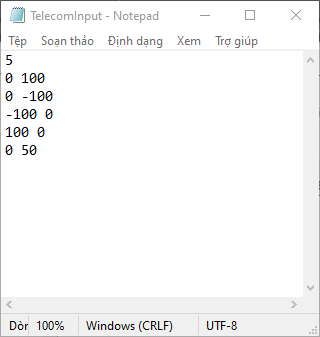 TelecomInput - Notepad
Tệp Soạn thảo Định dạng Xem Trợ giúp
5
0 100
0 -100
-100 0
100 0
0 50
Dòn 100% Windows (CRLF) UTF-8